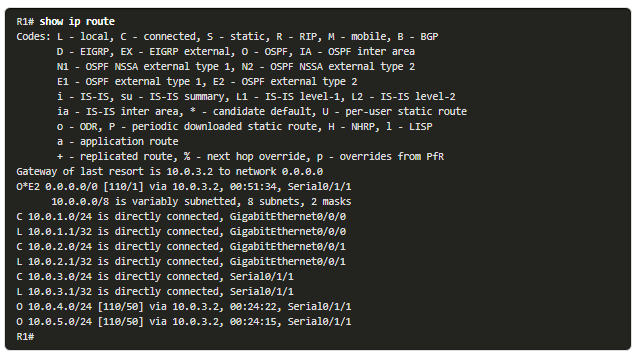 R1# show ip route
Codes: L - local, C - connected, S - static, R - RIP, M - mobile, B - BGP
D - EIGRP, EX - EIGRP external, O - OSPF, IA - OSPF inter area
N1 - OSPF NSSA external type 1, N2 - OSPF NSSA external type 2
E1 - OSPF external type 1, E2 - OSPF external type 2
i - IS-IS, su - IS-IS summary, L1 - IS-IS level-1, L2 - IS-IS level-2
ia - IS-IS inter area, * - candidate default, U - per-user static route
o - ODR, P - periodic downloaded static route, H - NHRP, l - LISP
a - application route
+ - replicated route, % - next hop override, p - overrides from PfR
Gateway of last resort is 10.0.3.2 to network 0.0.0.0
O*E2 0.0.0.0/0 [110/1] via 10.0.3.2, 00:51:34, Serial0/1/1
10.0.0.0/8 is variably subnetted, 8 subnets, 2 masks
C 10.0.1.0/24 is directly connected, GigabitEthernet0/0/0
L 10.0.1.1/32 is directly connected, GigabitEthernet0/0/0
C 10.0.2.0/24 is directly connected, GigabitEthernet0/0/1
L 10.0.2.1/32 is directly connected, GigabitEthernet0/0/1
C 10.0.3.0/24 is directly connected, Serial0/1/1
L 10.0.3.1/32 is directly connected, Serial0/1/1
O 10.0.4.0/24 [110/50] via 10.0.3.2, 00:24:22, Serial0/1/1
O 10.0.5.0/24 [110/50] via 10.0.3.2, 00:24:15, Serial0/1/1
R1#